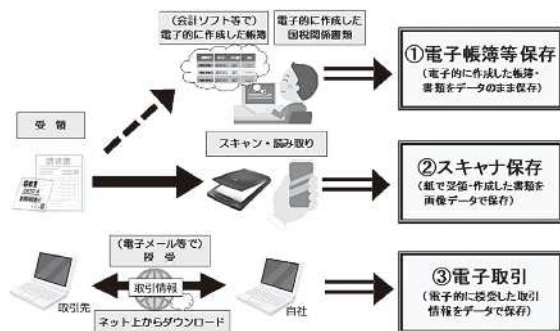 (会計ソフト等で)
電子的に作成した帳簿
電子的に作成した
国税関係書類
①電子帳簿等保存
(電子的に作成した帳簿・
書類をデータのまま保存)
受 領
請求書
スキャン・読み取り
②スキャナ保存
(紙で受領・作成した書類を
画像データで保存)
(電子メール等で)
授 受
取引情報
取引先
自社
ネット上からダウンロード
③電子取引
(電子的に授受した取引
情報をデータで保存)